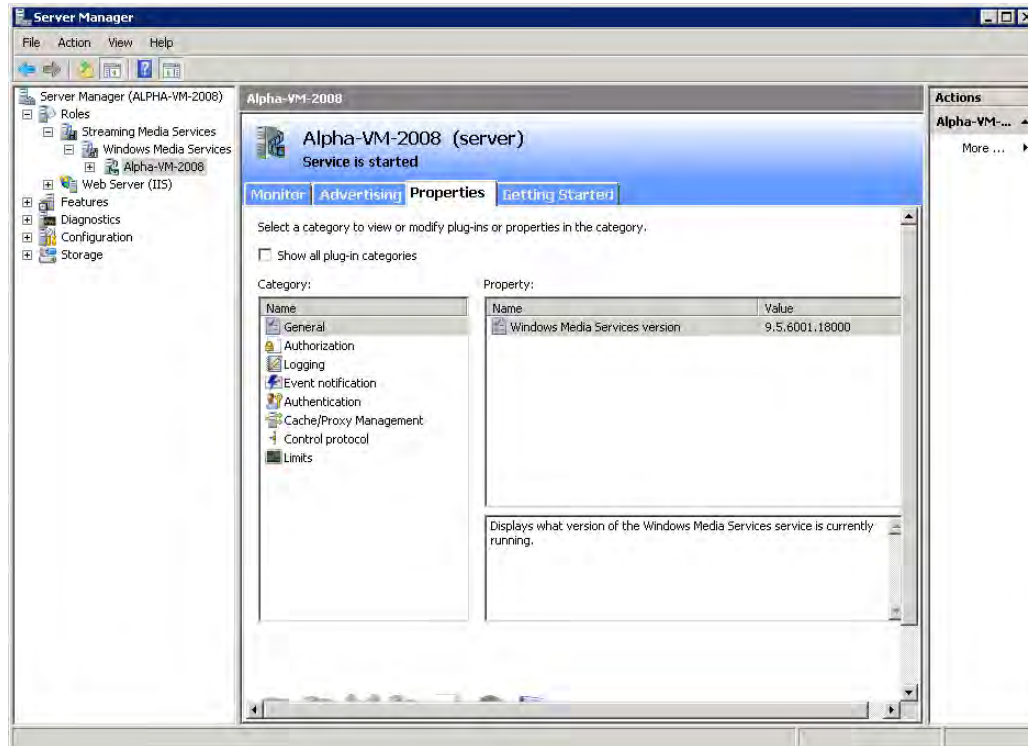 Server Manager
File Action View Help
Server Manager (ALPHA-VM-2008)
Roles
Streaming Media Services
Windows Media Services
Alpha-VM-2008
Web Server (IIS)
Features
Diagnostics
Configuration
Storage
Alpha-VM-2008
Alpha-VM-2008 (server)
Service is started
Monitor Advertising Properties Getting Started
Select a category to view or modify plug-ins or properties in the category.
Show all plug-in categories
Category:
Name
General
Authorization
Logging
Event notification
Authentication
Cache/Proxy Management
Control protocol
Limits
Property:
Name Value
Windows Media Services version 9.5.6001.18000
Displays what version of the Windows Media Services service is currently
running.
Actions
Alpha-VM-...
More ...